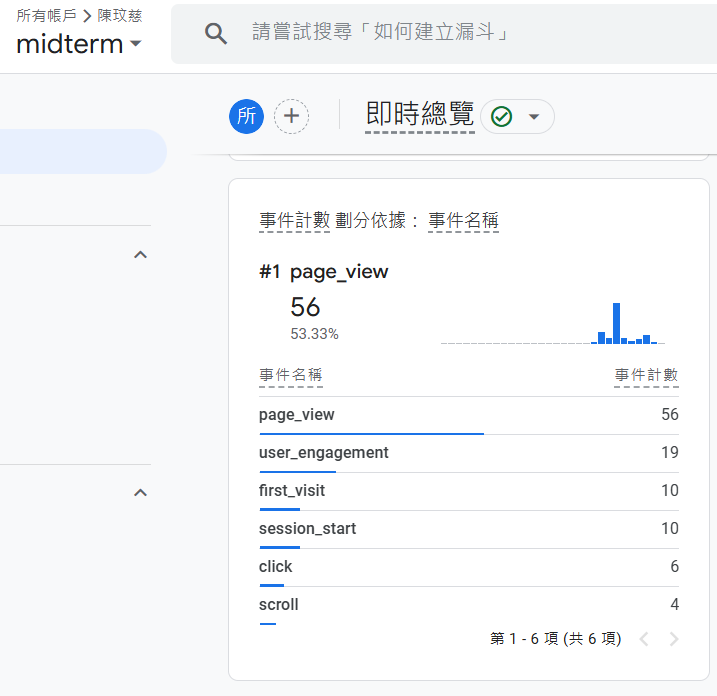 所有帳戶 > 陳玟慈
midterm
請嘗試搜尋「如何建立漏斗」
所
即時總覽
事件計數 劃分依據： 事件名稱
#1 page_view
56
53.33%
事件名稱 事件計數
page_view 56
user_engagement 19
first_visit 10
session_start 10
click 6
scroll 4
第 1 - 6 項 (共 6 項)